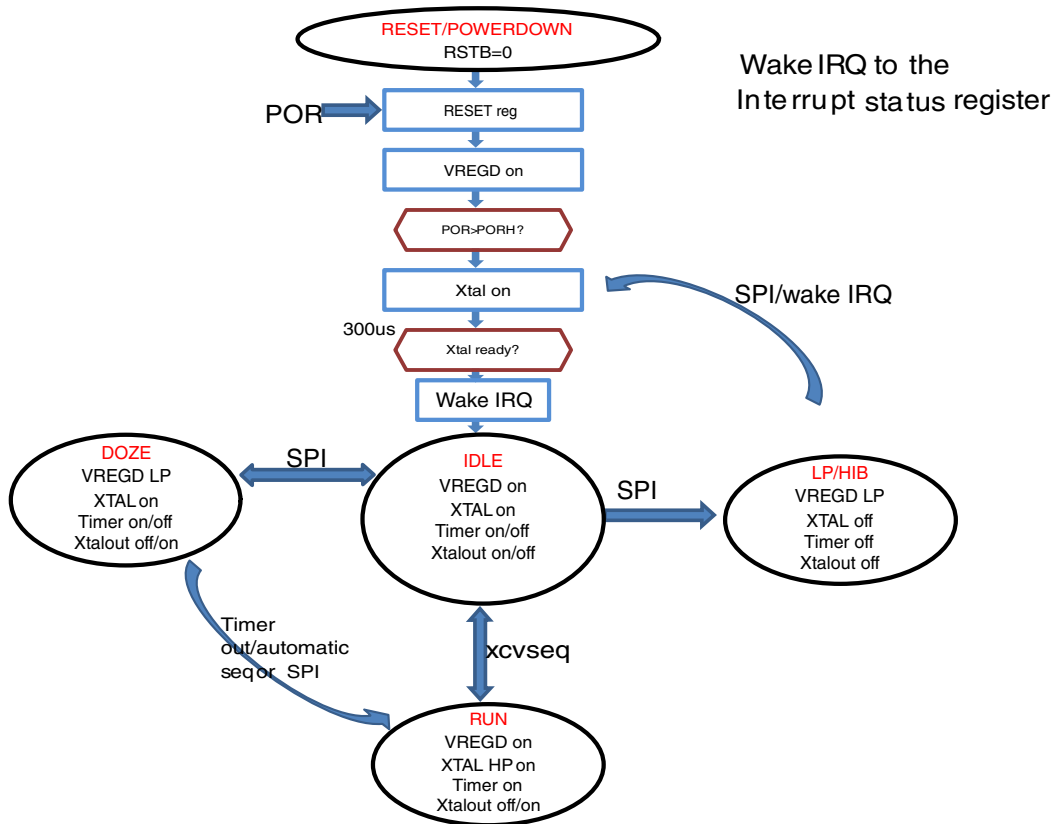 RESET/POWERDOWN
RSTB=0
Wake IRQ to the
Interrupt status register
POR
RESET reg
VREGD on
POR>PORH?
Xtal on
SPI/wake IRQ
300us
Xtal ready?
Wake IRQ
DOZE
VREGD LP
XTAL on
Timer on/off
Xtalout off/on
SPI
IDLE
VREGD on
XTAL on
Timer on/off
Xtalout on/off
SPI
LP/HIB
VREGD LP
XTAL off
Timer off
Xtalout off
Timer
out/automatic
seqor SPI
xcvseq
RUN
VREGD on
XTAL HP on
Timer on
Xtalout off/on